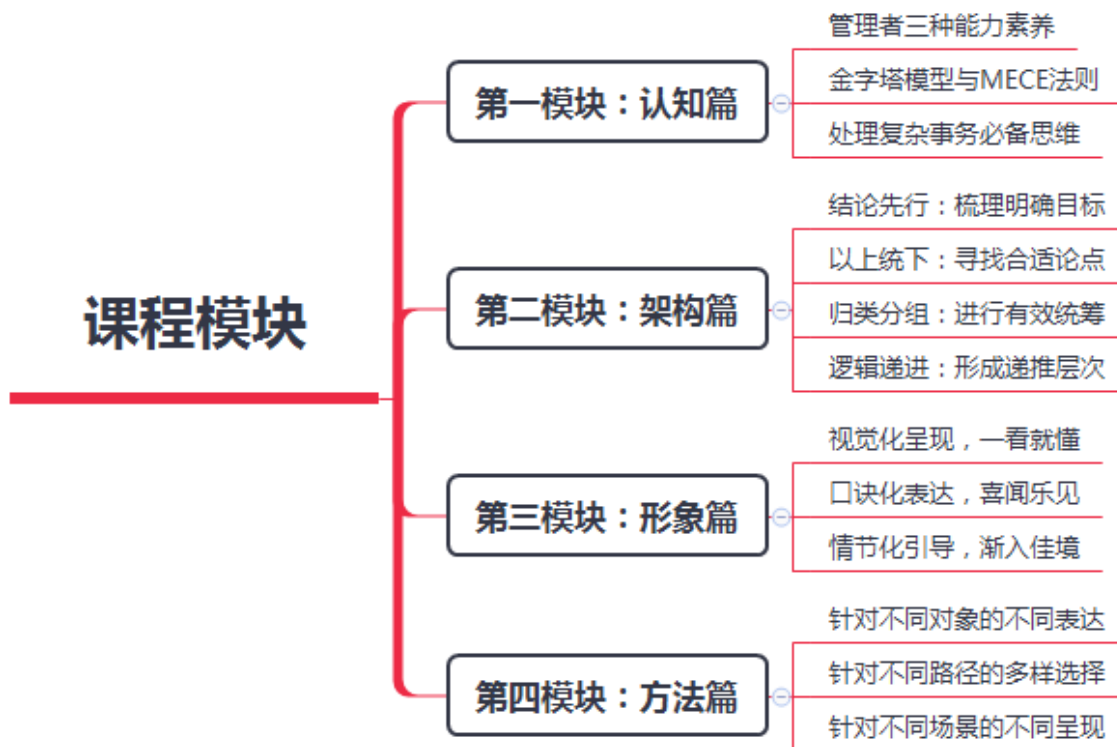 课程模块
第一模块：认知篇
管理者三种能力素养
金字塔模型与MECE法则
处理复杂事务必备思维
第二模块：架构篇
结论先行：梳理明确目标
以上统下：寻找合适论点
归类分组：进行有效统筹
逻辑递进：形成递推层次
第三模块：形象篇
视觉化呈现，一看就懂
口诀化表达，喜闻乐见
情节化引导，渐入佳境
第四模块：方法篇
针对不同对象的不同表达
针对不同路径的多样选择
针对不同场景的不同呈现